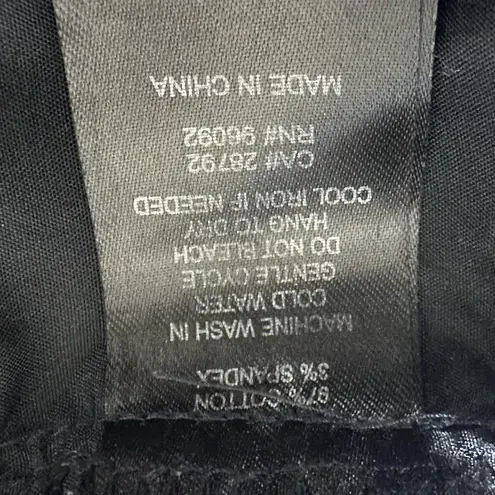 97% COTTON
3% SPANDEX
MACHINE WASH IN
COLD WATER
GENTLE CYCLE
DO NOT BLEACH
HANG TO DRY
COOL IRON IF NEEDED
CA# 28792
RN# 96092
MADE IN CHINA